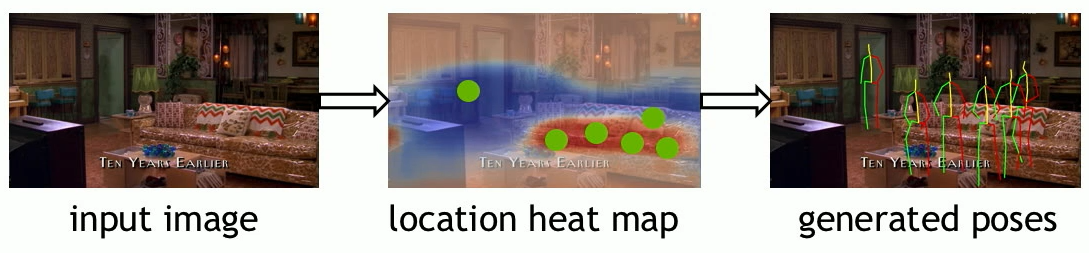 TEN YEARS EARLIER
TEN YEARS EARLIER
TEN YEARS EARLIER
input image
location heat map
generated poses